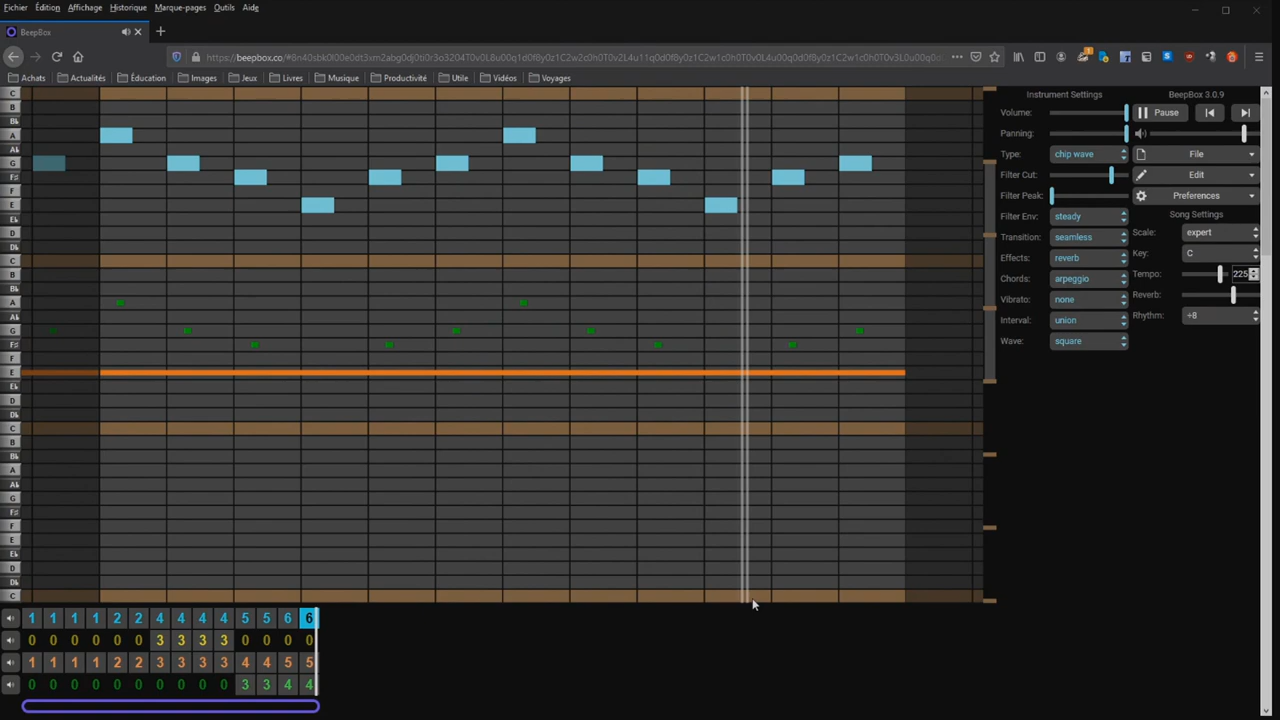 Fichier Édition Affichage Historique Marque-pages Outils Aide
BeepBox
Achats Actualités Éducation Images Jeux Livres Musique Productivité Utile Vidéos Voyages
C
B
B♭
A
A♭
G
F♯
F
E
E♭
D
D♭
C
B
B♭
A
A♭
G
F♯
F
E
E♭
D
D♭
C
B
B♭
A
A♭
G
F♯
F
E
E♭
D
D♭
C
Instrument Settings
Volume:
Panning:
Type: chip wave
Filter Cut:
Filter Peak:
Filter Env: steady
Transition: seamless
Effects: reverb
Chords: arpeggio
Vibrato: none
Interval: union
Wave: square
BeepBox 3.0.9
Pause
File
Edit
Preferences
Song Settings
Scale: expert
Key: C
Tempo: 225
Reverb:
Rhythm: ÷8
1 1 1 1 2 2 4 4 4 4 5 5 6 6
0 0 0 0 0 0 3 3 3 3 0 0 0 0
1 1 1 1 2 2 3 3 3 3 4 4 5 5
0 0 0 0 0 0 0 0 0 0 3 3 4 4